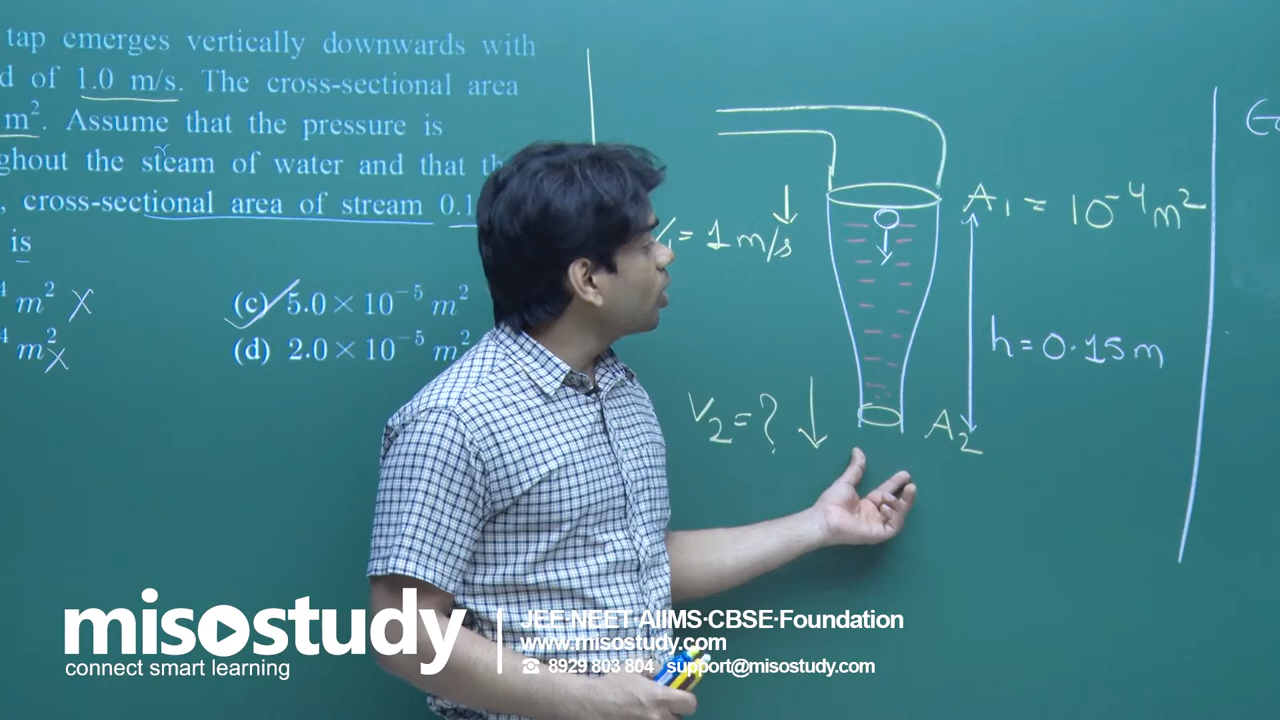 tap emerges vertically downwards with
d of 1.0 m/s. The cross-sectional area
m². Assume that the pressure is
ghout the steam of water and that th
, cross-sectional area of stream 0.1
is
⁴ m² X
(c) 5.0 × 10⁻⁵ m²
⁴ m² X
(d) 2.0 × 10⁻⁵ m²
A₁ = 10⁻⁴ m²
V₁ = 1 m/s
h = 0.15 m
V₂ = ?
A₂
misostudy
connect smart learning
JEE·NEET AIIMS·CBSE·Foundation
www.misostudy.com
8929 803 804 support@misostudy.com